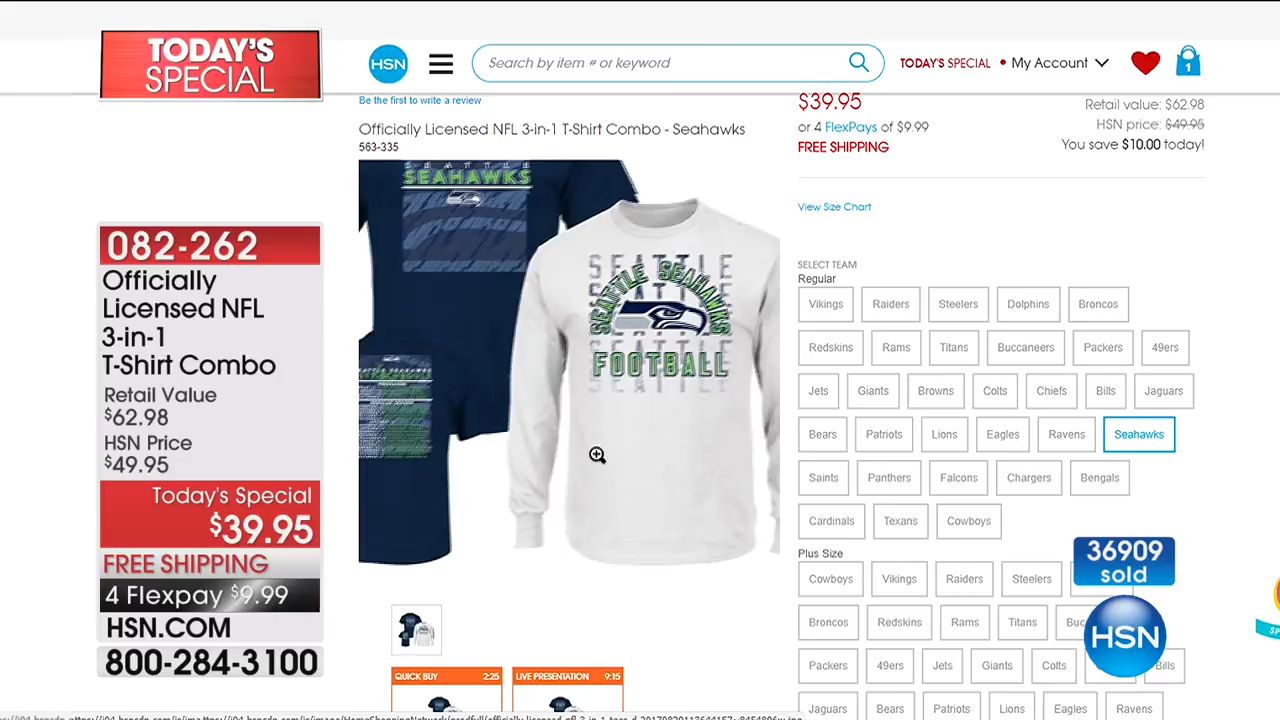 TODAY'S
SPECIAL
HSN
Search by item # or keyword
TODAY'S SPECIAL • My Account
1
082-262
Officially
Licensed NFL
3-in-1
T-Shirt Combo
Retail Value
$62.98
HSN Price
$49.95
Today's Special
$39.95
FREE SHIPPING
4 Flexpay $9.99
HSN.COM
800-284-3100
Be the first to write a review
Officially Licensed NFL 3-in-1 T-Shirt Combo - Seahawks
563-335
SEATTLE
SEAHAWKS
SEATTLE
SEATTLE SEAHAWKS
FOOTBALL
QUICK BUY 2:25
LIVE PRESENTATION 9:15
$39.95
or 4 FlexPays of $9.99
FREE SHIPPING
Retail value: $62.98
HSN price: $49.95
You save $10.00 today!
View Size Chart
SELECT TEAM
Regular
Vikings Raiders Steelers Dolphins Broncos
Redskins Rams Titans Buccaneers Packers 49ers
Jets Giants Browns Colts Chiefs Bills Jaguars
Bears Patriots Lions Eagles Ravens Seahawks
Saints Panthers Falcons Chargers Bengals
Cardinals Texans Cowboys
Plus Size
Cowboys Vikings Raiders Steelers
Broncos Redskins Rams Titans Buc
Packers 49ers Jets Giants Colts Bills
Jaguars Bears Patriots Lions Eagles Ravens
36909
sold
HSN